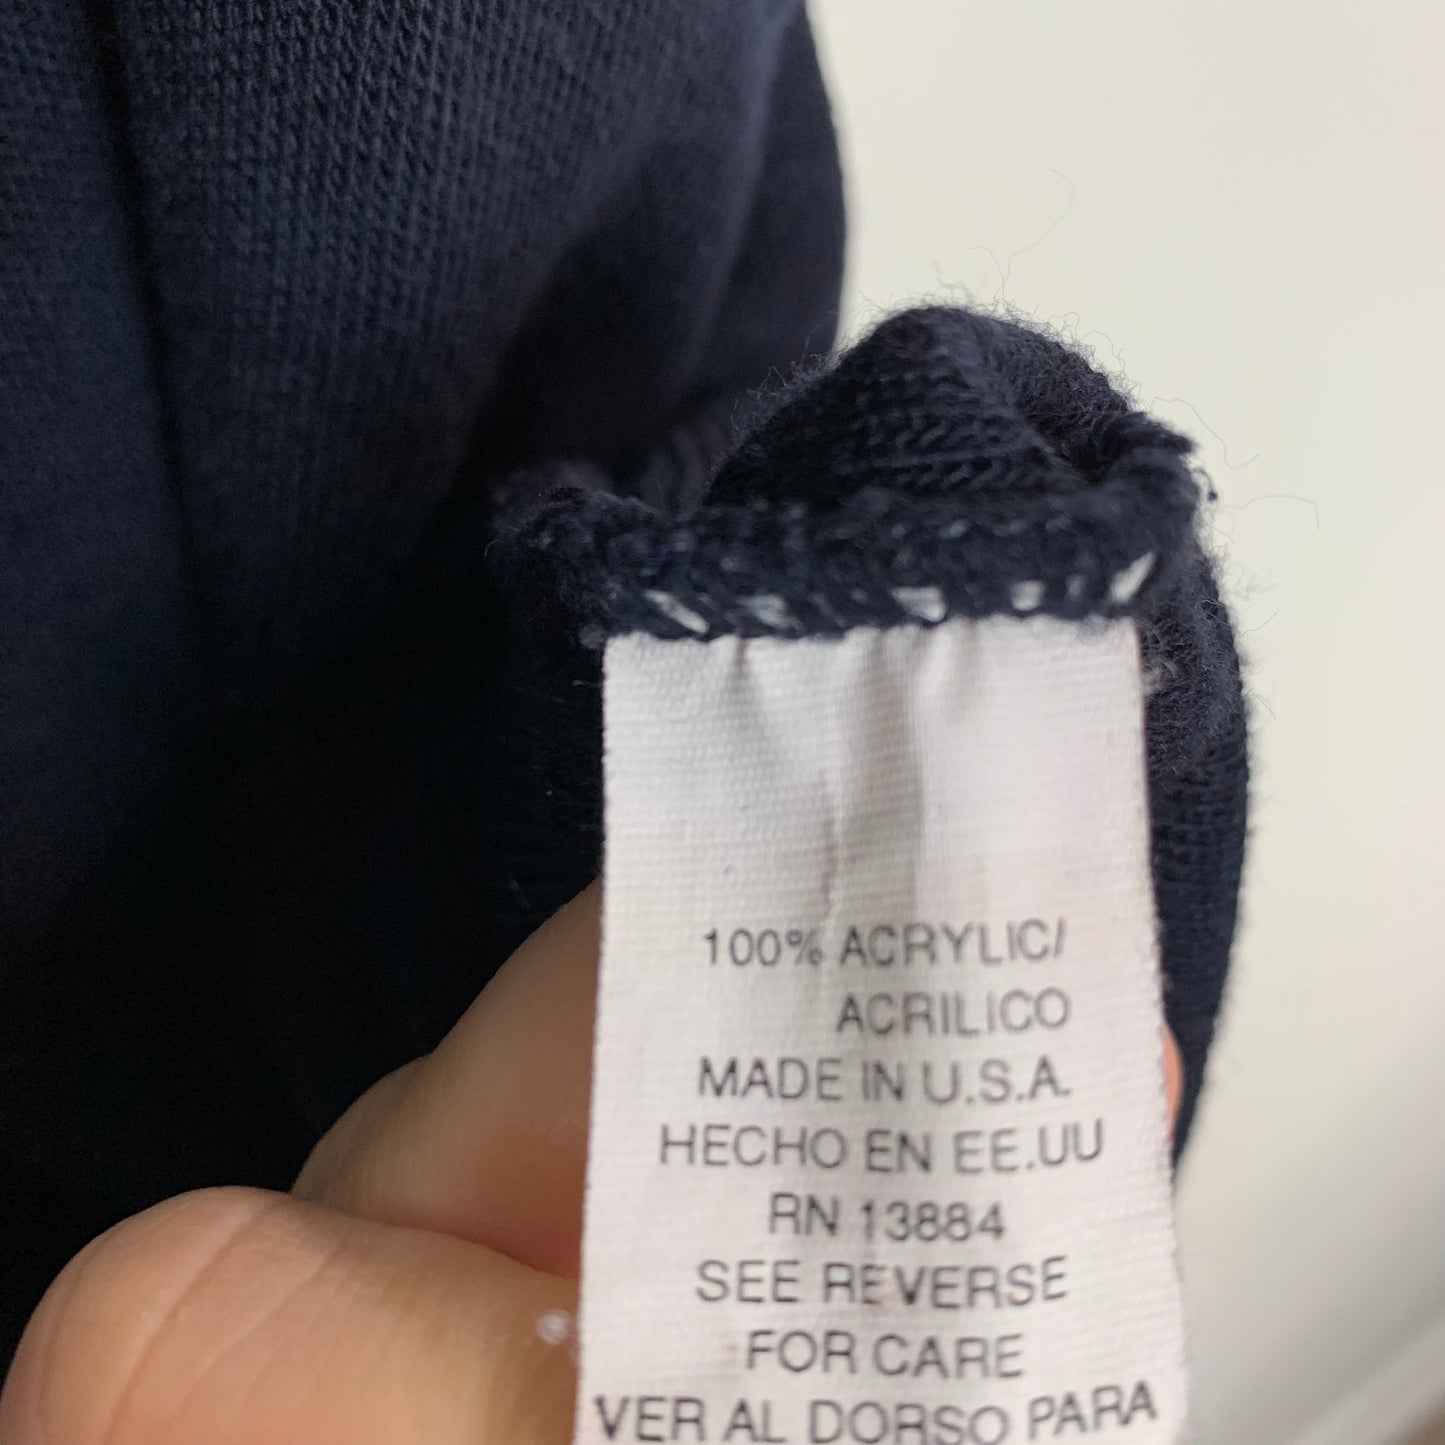 100% ACRYLIC/
ACRILICO
MADE IN U.S.A.
HECHO EN EE.UU
RN 13884
SEE REVERSE
FOR CARE
VER AL DORSO PARA